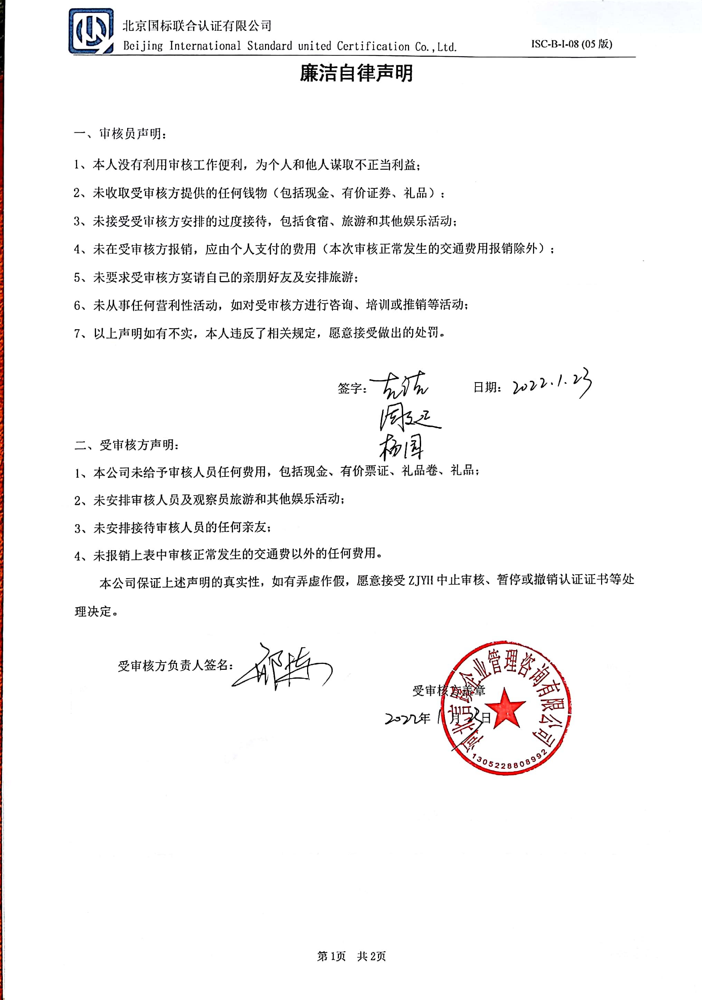 北京国标联合认证有限公司
Beijing International Standard united Certification Co.,Ltd.
ISC-B-I-08 (05 版)
廉洁自律声明
一、审核员声明：
1、本人没有利用审核工作便利，为个人和他人谋取不正当利益；
2、未收取受审核方提供的任何钱物（包括现金、有价证券、礼品）；
3、未接受受审核方安排的过度接待，包括食宿、旅游和其他娱乐活动；
4、未在受审核方报销，应由个人支付的费用（本次审核正常发生的交通费用报销除外）；
5、未要求受审核方宴请自己的亲朋好友及安排旅游；
6、未从事任何营利性活动，如对受审核方进行咨询、培训或推销等活动；
7、以上声明如有不实，本人违反了相关规定，愿意接受做出的处罚。
签字： 日期：2022.1.23
周文廷
杨园
二、受审核方声明：
1、本公司未给予审核人员任何费用，包括现金、有价票证、礼品卷、礼品；
2、未安排审核人员及观察员旅游和其他娱乐活动；
3、未安排接待审核人员的任何亲友；
4、未报销上表中审核正常发生的交通费以外的任何费用。
本公司保证上述声明的真实性，如有弄虚作假，愿意接受 ZJYH 中止审核、暂停或撤销认证证书等处
理决定。
受审核方负责人签名：
受审核方盖章
2022年 1 月 23日
企业管理咨询有限公司
1305228808992
第 1页 共 2页